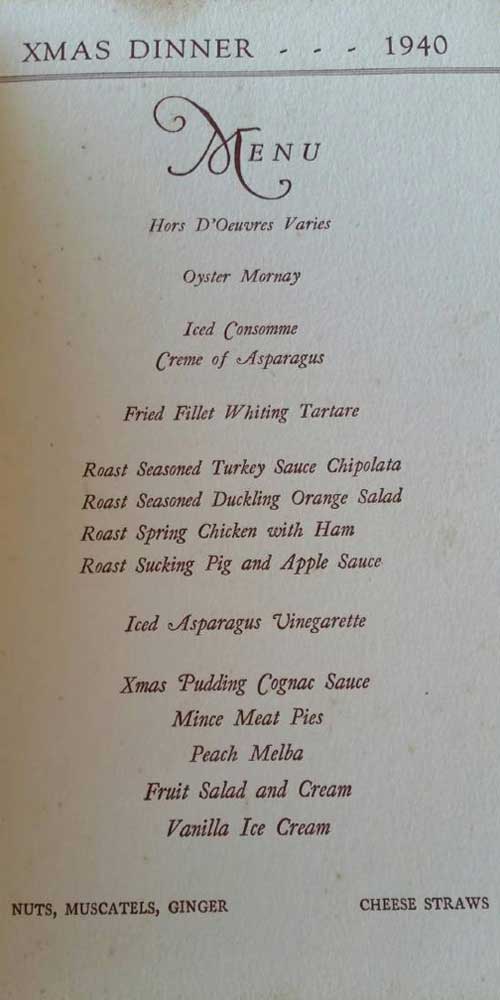 XMAS DINNER - - - 1940
MENU
Hors D'Oeuvres Varies
Oyster Mornay
Iced Consomme
Creme of Asparagus
Fried Fillet Whiting Tartare
Roast Seasoned Turkey Sauce Chipolata
Roast Seasoned Duckling Orange Salad
Roast Spring Chicken with Ham
Roast Sucking Pig and Apple Sauce
Iced Asparagus Vinegarette
Xmas Pudding Cognac Sauce
Mince Meat Pies
Peach Melba
Fruit Salad and Cream
Vanilla Ice Cream
NUTS, MUSCATELS, GINGER CHEESE STRAWS